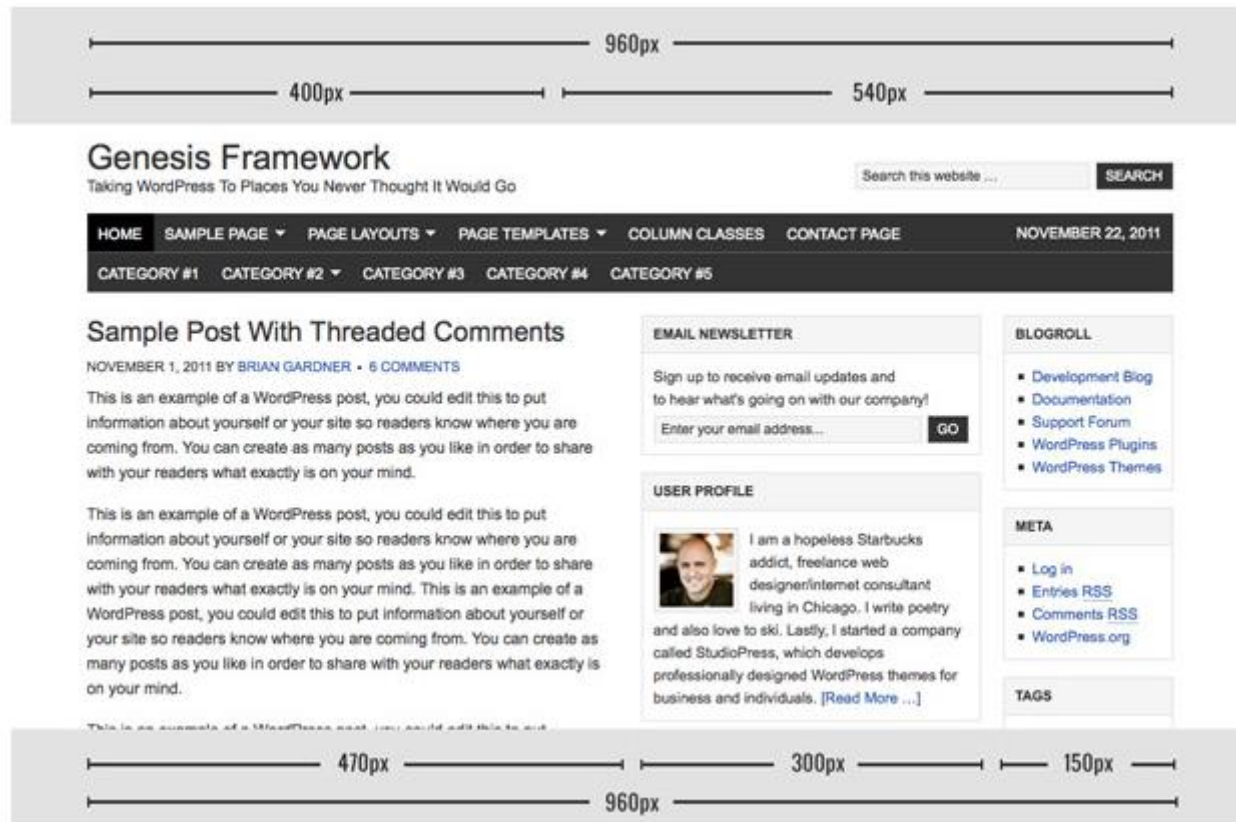 960px
400px 540px
Genesis Framework
Taking WordPress To Places You Never Thought It Would Go
Search this website ... SEARCH
HOME SAMPLE PAGE PAGE LAYOUTS PAGE TEMPLATES COLUMN CLASSES CONTACT PAGE NOVEMBER 22, 2011
CATEGORY #1 CATEGORY #2 CATEGORY #3 CATEGORY #4 CATEGORY #5
Sample Post With Threaded Comments
NOVEMBER 1, 2011 BY BRIAN GARDNER • 6 COMMENTS
This is an example of a WordPress post, you could edit this to put
information about yourself or your site so readers know where you are
coming from. You can create as many posts as you like in order to share
with your readers what exactly is on your mind.
This is an example of a WordPress post, you could edit this to put
information about yourself or your site so readers know where you are
coming from. You can create as many posts as you like in order to share
with your readers what exactly is on your mind. This is an example of a
WordPress post, you could edit this to put information about yourself or
your site so readers know where you are coming from. You can create as
many posts as you like in order to share with your readers what exactly is
on your mind.
This is an example of a WordPress post, you could edit this to put
EMAIL NEWSLETTER
Sign up to receive email updates and
to hear what's going on with our company!
Enter your email address... GO
USER PROFILE
I am a hopeless Starbucks
addict, freelance web
designer/internet consultant
living in Chicago. I write poetry
and also love to ski. Lastly, I started a company
called StudioPress, which develops
professionally designed WordPress themes for
business and individuals. [Read More ...]
BLOGROLL
Development Blog
Documentation
Support Forum
WordPress Plugins
WordPress Themes
META
Log in
Entries RSS
Comments RSS
WordPress.org
TAGS
470px 300px 150px
960px